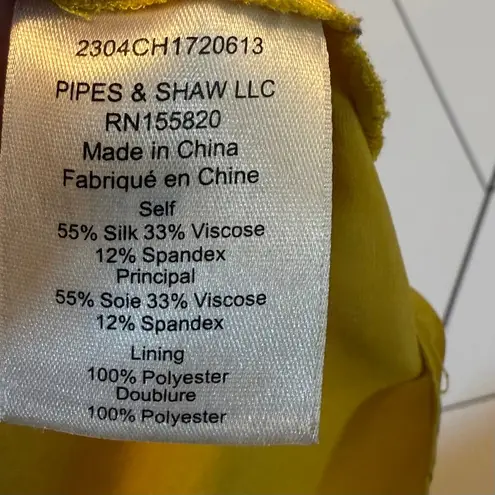 2304CH1720613
PIPES & SHAW LLC
RN155820
Made in China
Fabriqué en Chine
Self
55% Silk 33% Viscose
12% Spandex
Principal
55% Soie 33% Viscose
12% Spandex
Lining
100% Polyester
Doublure
100% Polyester